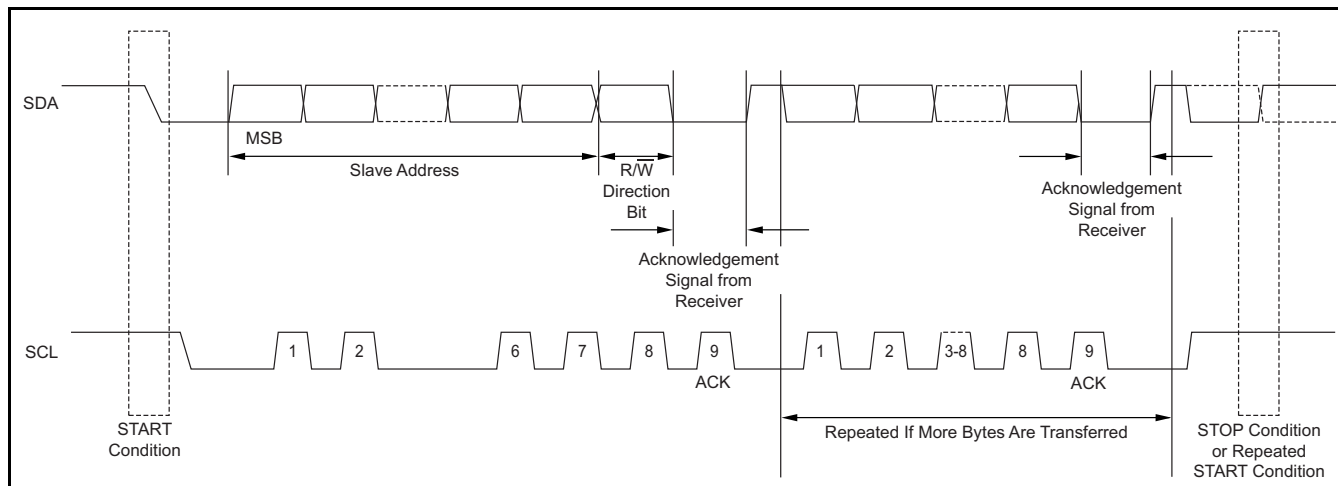 SDA
MSB
Slave Address
R/W̅
Direction
Bit
Acknowledgement
Signal from
Receiver
Acknowledgement
Signal from
Receiver
SCL
1
2
6
7
8
9
ACK
1
2
3-8
8
9
ACK
START
Condition
Repeated If More Bytes Are Transferred
STOP Condition
or Repeated
START Condition